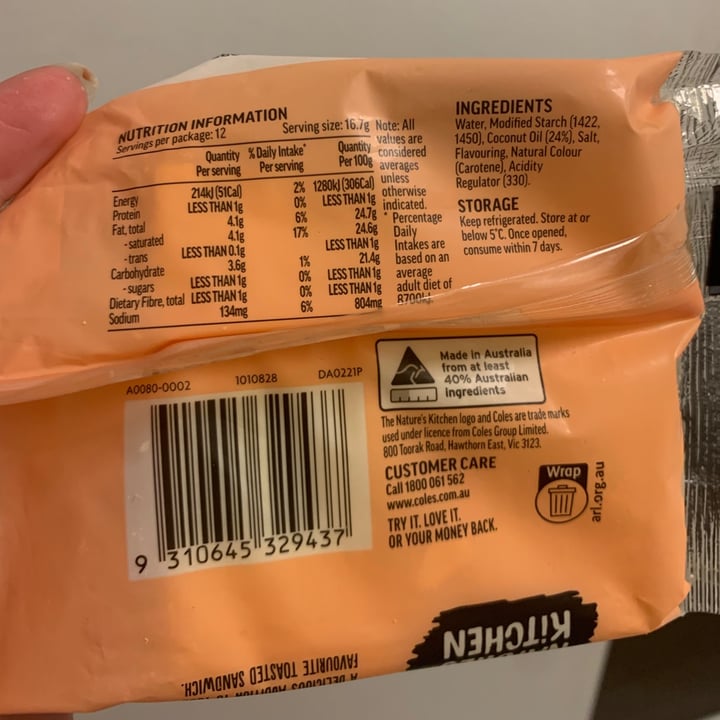 NUTRITION INFORMATION
Servings per package: 12 Serving size: 16.7g
Quantity Per serving % Daily Intake* Per serving Quantity Per 100g
Energy 214kJ (51Cal) 2% 1280kJ (306Cal)
Protein LESS THAN 1g 0% LESS THAN 1g
Fat, total 4.1g 6% 24.7g
- saturated 4.1g 17% 24.6g
- trans LESS THAN 0.1g LESS THAN 1g
Carbohydrate 3.6g 1% 21.4g
- sugars LESS THAN 1g 0% LESS THAN 1g
Dietary Fibre, total LESS THAN 1g 0% LESS THAN 1g
Sodium 134mg 6% 804mg
Note: All
values are
considered
averages
unless
otherwise
indicated.
* Percentage
Daily
Intakes are
based on an
average
adult diet of
8700kJ.
INGREDIENTS
Water, Modified Starch (1422,
1450), Coconut Oil (24%), Salt,
Flavouring, Natural Colour
(Carotene), Acidity
Regulator (330).
STORAGE
Keep refrigerated. Store at or
below 5°C. Once opened,
consume within 7 days.
A0080-0002 1010828 DA0221P
9 310645 329437
Made in Australia
from at least
40% Australian
ingredients
The Nature's Kitchen logo and Coles are trade marks
used under licence from Coles Group Limited.
800 Toorak Road, Hawthorn East, Vic 3123.
CUSTOMER CARE
Call 1800 061 562
www.coles.com.au
TRY IT. LOVE IT.
OR YOUR MONEY BACK.
Wrap
arl.org.au
KITCHEN
A DELICIOUS ADDITION TO
FAVOURITE TOASTED SANDWICH.